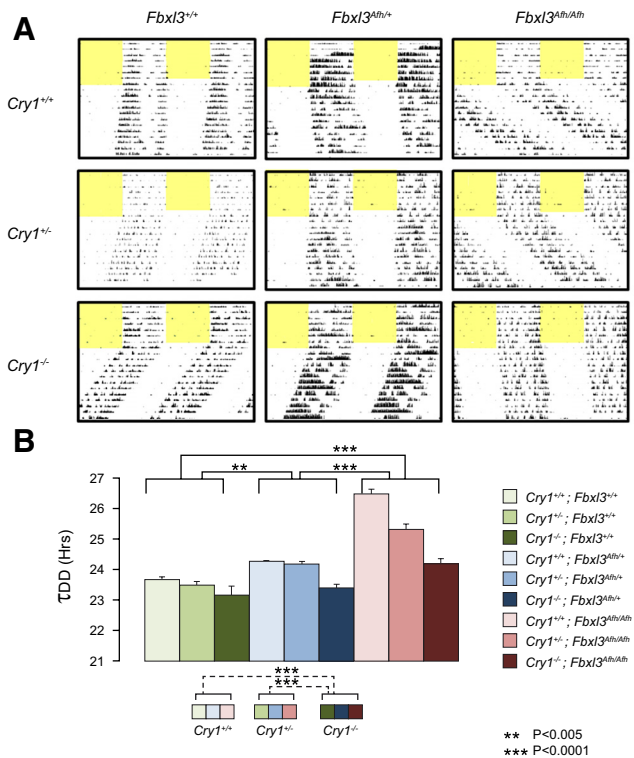 A
Fbxl3+/+
Fbxl3Afh/+
Fbxl3Afh/Afh
Cry1+/+
Cry1+/-
Cry1-/-
B
***
** ***
27
26
25
24
23
22
21
τDD (Hrs)
Cry1+/+ ; Fbxl3+/+
Cry1+/- ; Fbxl3+/+
Cry1-/- ; Fbxl3+/+
Cry1+/+ ; Fbxl3Afh/+
Cry1+/- ; Fbxl3Afh/+
Cry1-/- ; Fbxl3Afh/+
Cry1+/+ ; Fbxl3Afh/Afh
Cry1+/- ; Fbxl3Afh/Afh
Cry1-/- ; Fbxl3Afh/Afh
***
***
Cry1+/+ Cry1+/- Cry1-/-
** P<0.005
*** P<0.0001